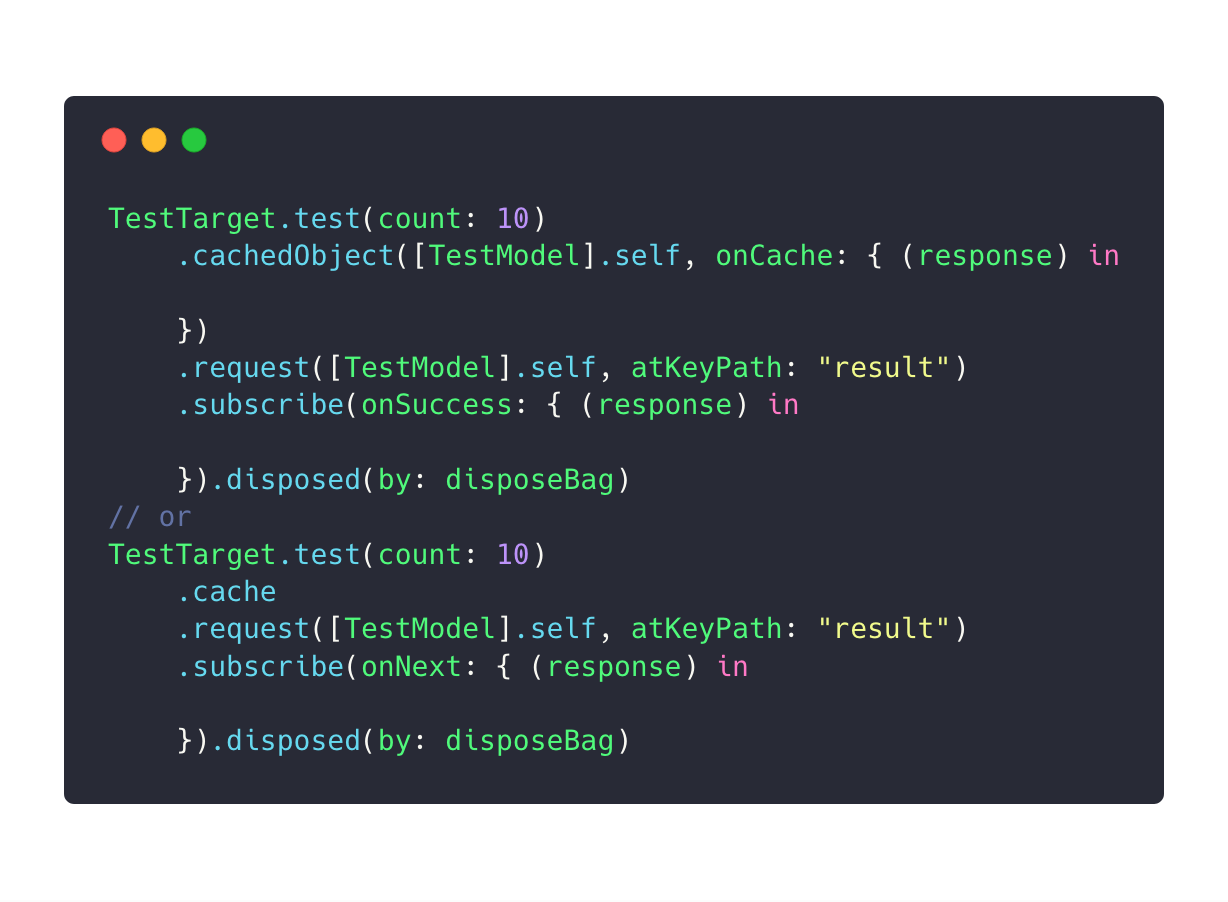 TestTarget.test(count: 10)
    .cachedObject([TestModel].self, onCache: { (response) in

    })
    .request([TestModel].self, atKeyPath: "result")
    .subscribe(onSuccess: { (response) in

    }).disposed(by: disposeBag)
// or
TestTarget.test(count: 10)
    .cache
    .request([TestModel].self, atKeyPath: "result")
    .subscribe(onNext: { (response) in

    }).disposed(by: disposeBag)